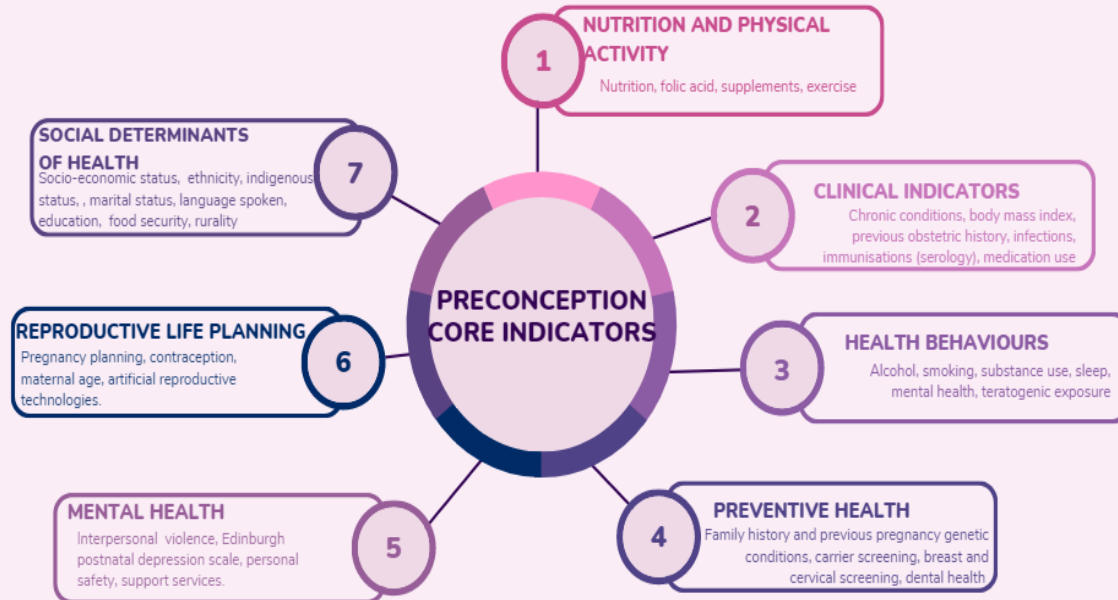 PRECONCEPTION
CORE INDICATORS
1
NUTRITION AND PHYSICAL
ACTIVITY
Nutrition, folic acid, supplements, exercise
2
CLINICAL INDICATORS
Chronic conditions, body mass index,
previous obstetric history, infections,
immunisations (serology), medication use
3
HEALTH BEHAVIOURS
Alcohol, smoking, substance use, sleep,
mental health, teratogenic exposure
4
PREVENTIVE HEALTH
Family history and previous pregnancy genetic
conditions, carrier screening, breast and
cervical screening, dental health
5
MENTAL HEALTH
Interpersonal violence, Edinburgh
postnatal depression scale, personal
safety, support services.
6
REPRODUCTIVE LIFE PLANNING
Pregnancy planning, contraception,
maternal age, artificial reproductive
technologies.
7
SOCIAL DETERMINANTS
OF HEALTH
Socio-economic status, ethnicity, indigenous
status, , marital status, language spoken,
education, food security, rurality